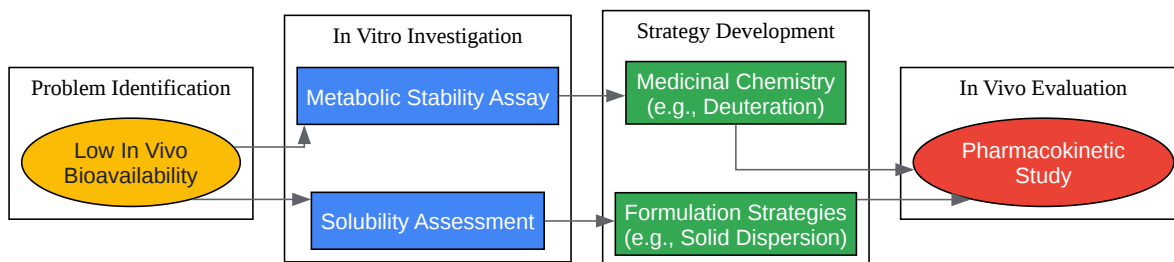 Problem Identification
Low In Vivo
Bioavailability
In Vitro Investigation
Metabolic Stability Assay
Solubility Assessment
Strategy Development
Medicinal Chemistry
(e.g., Deuteration)
Formulation Strategies
(e.g., Solid Dispersion)
In Vivo Evaluation
Pharmacokinetic
Study